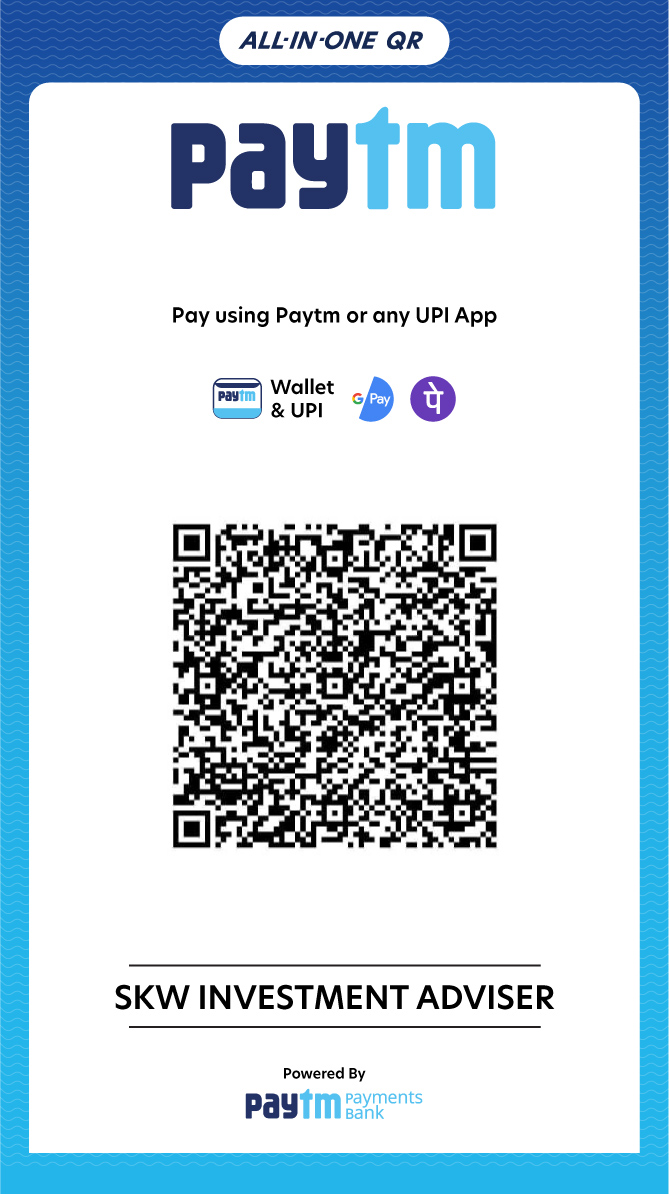 ALL-IN-ONE QR
paytm
Pay using Paytm or any UPI App
paytm
Wallet
& UPI
G Pay
पे
SKW INVESTMENT ADVISER
Powered By
paytm Payments
Bank